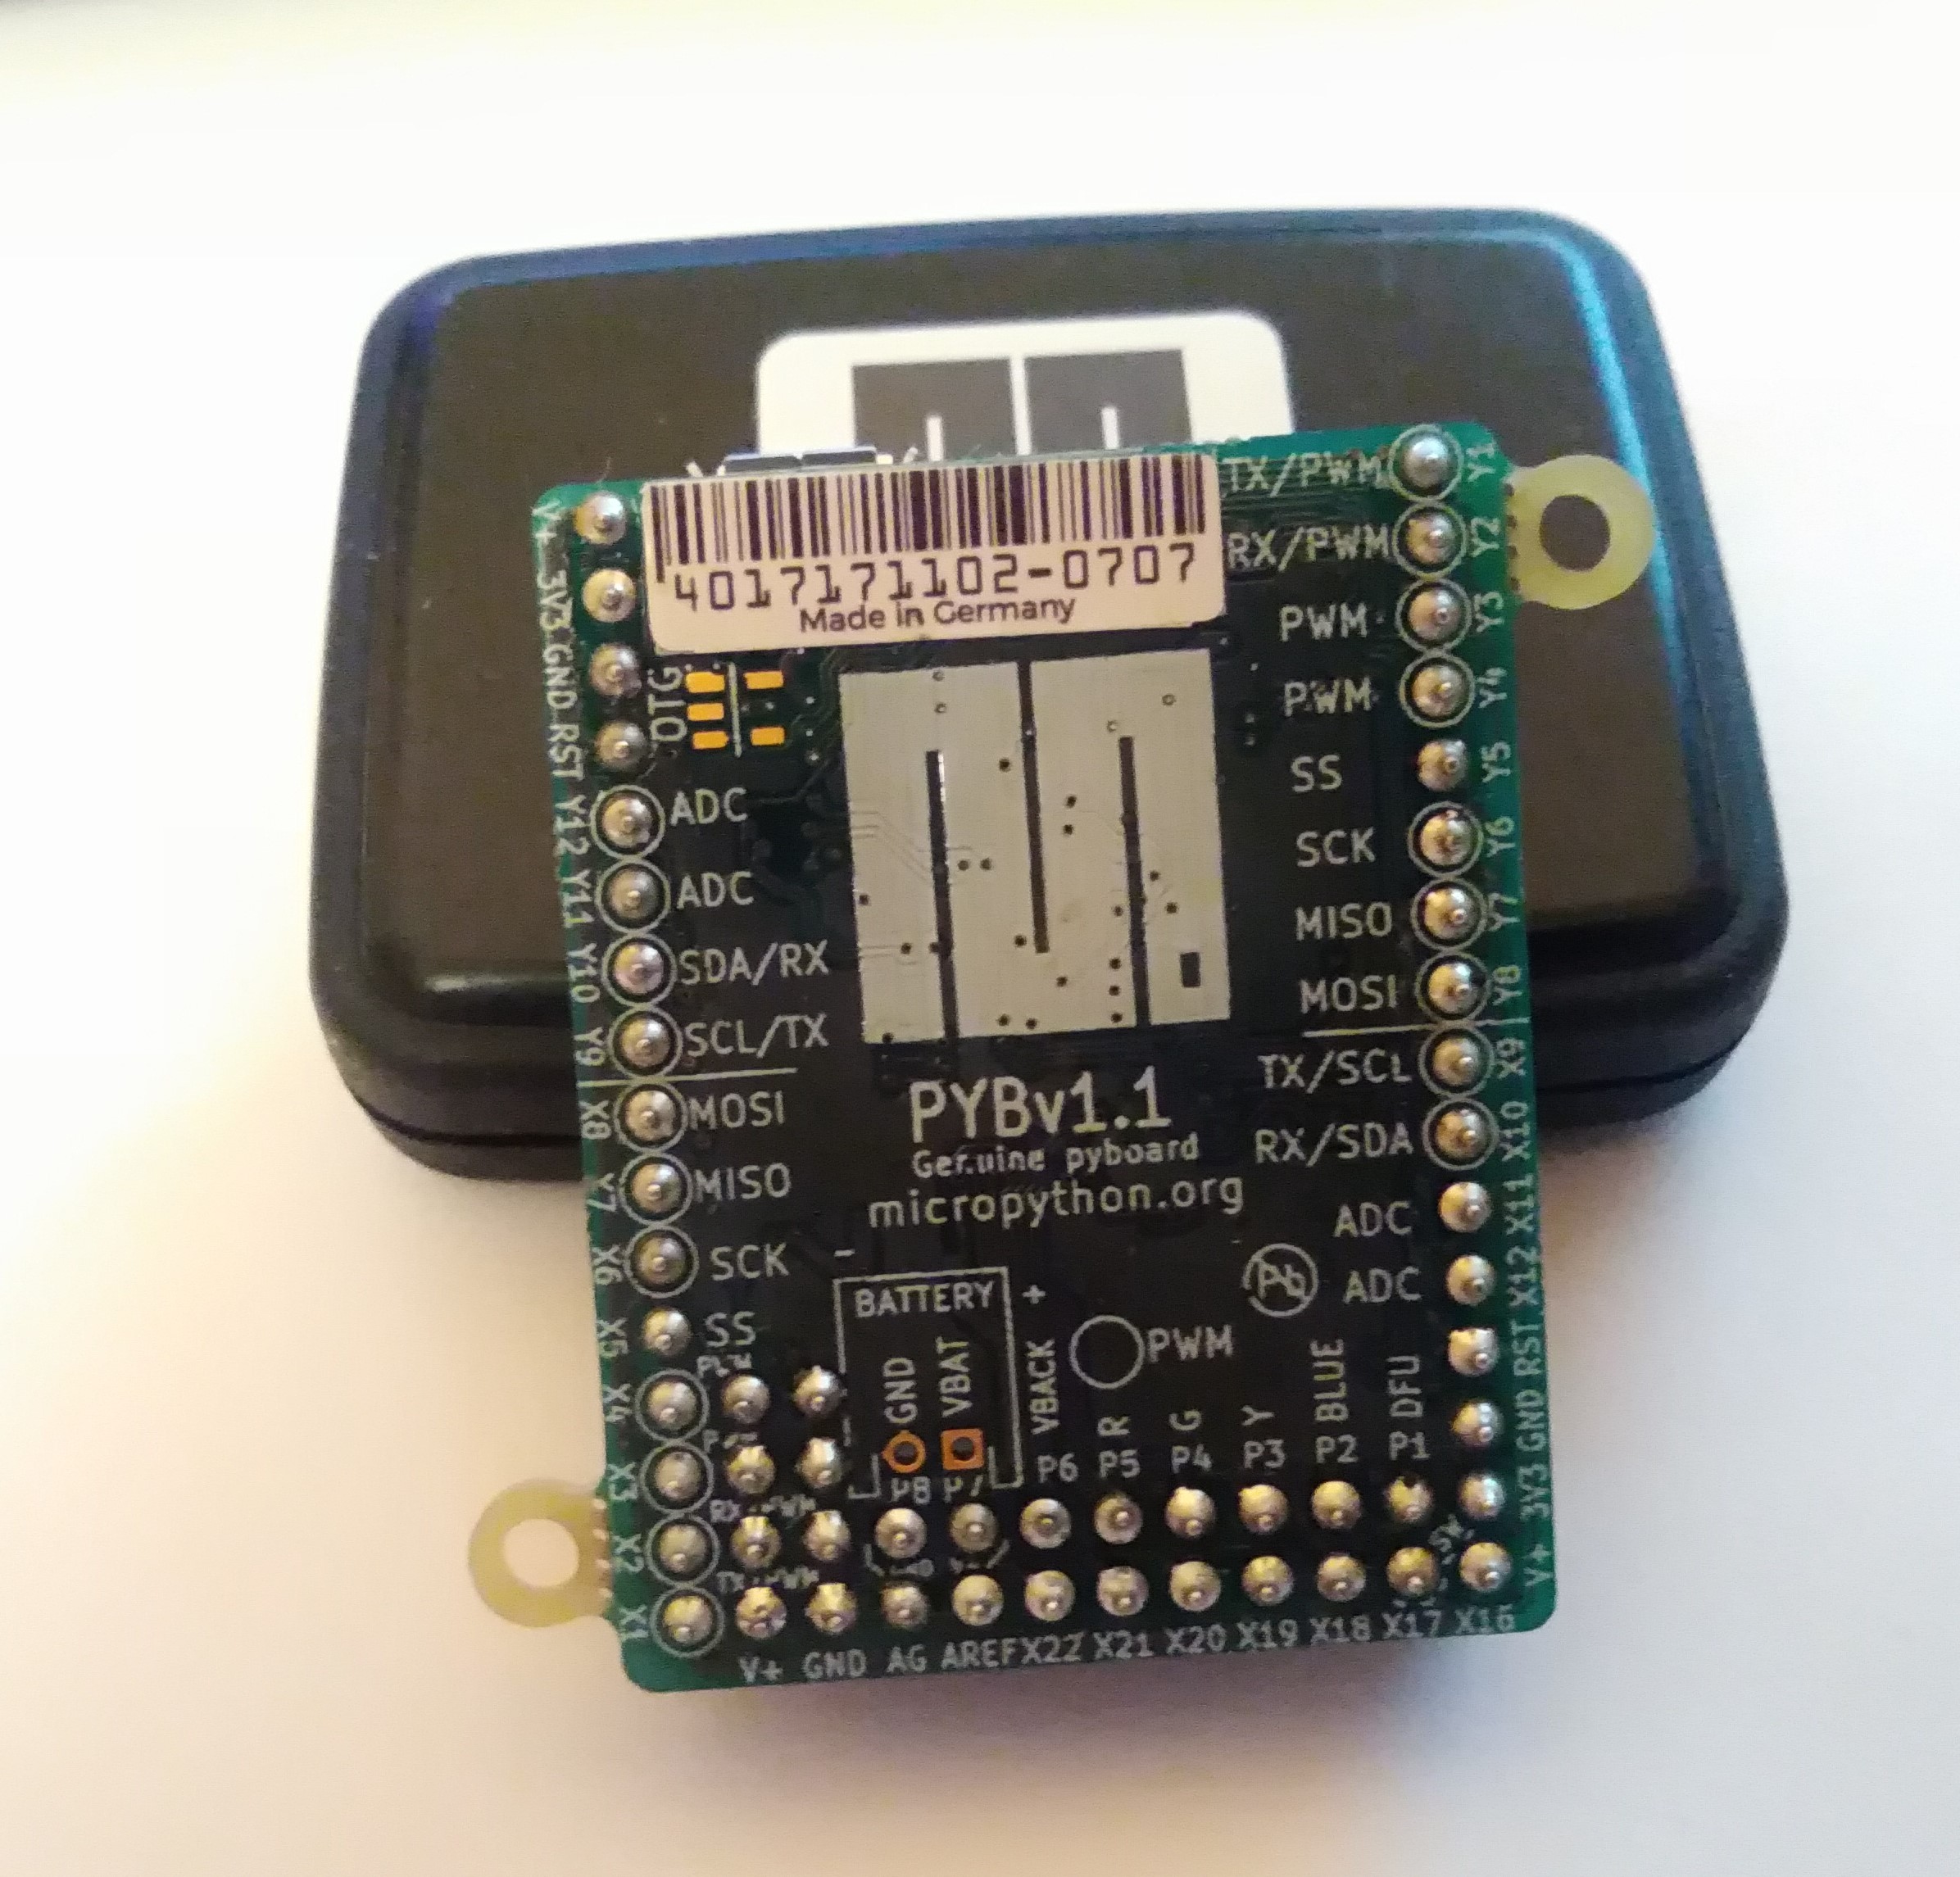 4017171102-0707
Made in Germany
V+
3V3
GND
RST
Y12
Y11
Y10
Y9
X8
X7
X6
X5
X4
X3
X2
X1
OTG
ADC
ADC
SDA/RX
SCL/TX
MOSI
MISO
SCK
SS
TX/PWM
RX/PWM
PWM
PWM
SS
SCK
MISO
MOSI
TX/SCL
RX/SDA
ADC
ADC
Y1
Y2
Y3
Y4
Y5
Y6
Y7
Y8
X9
X10
X11
X12
RST
GND
3V3
V+
PYBv1.1
Genuine pyboard
micropython.org
- BATTERY +
GND
VBAT
VBACK
PWM
Pb
R
G
Y
BLUE
DFU
P8 P7 P6 P5 P4 P3 P2 P1
V+ GND AG AREF X22 X21 X20 X19 X18 X17 X16